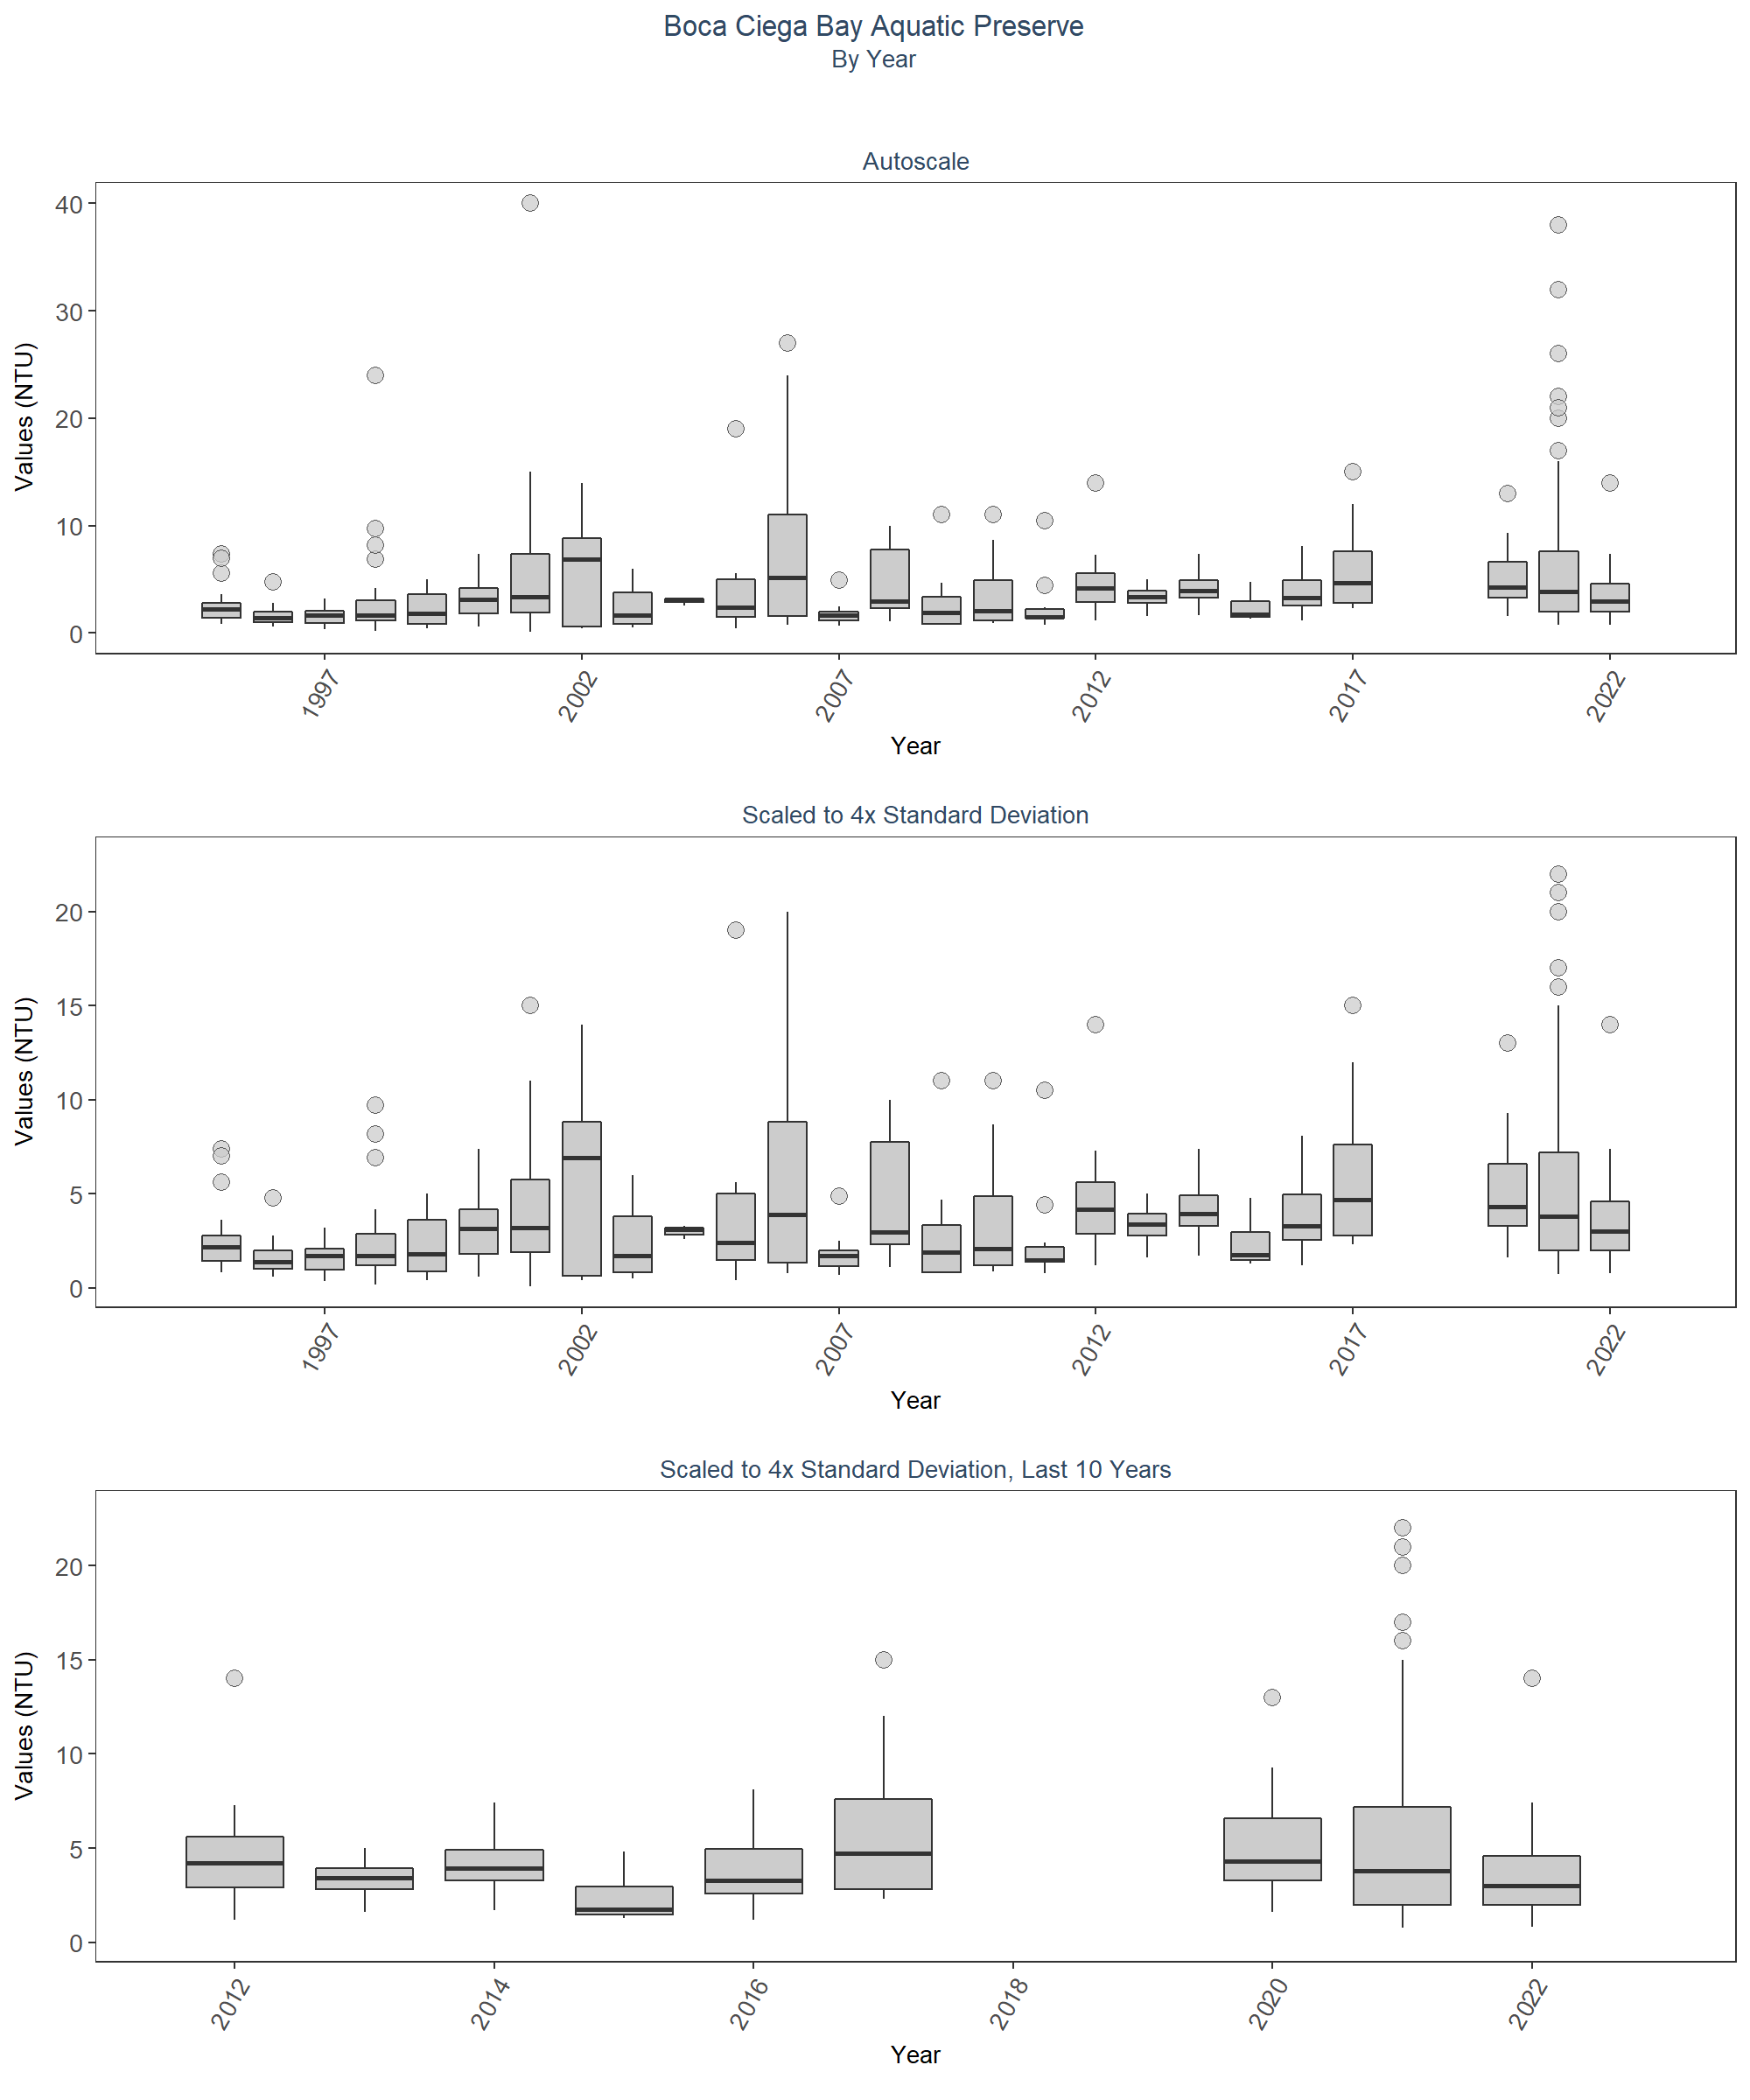 Boca Ciega Bay Aquatic Preserve
By Year
Autoscale
Values (NTU)
40
30
20
10
0
1997 2002 2007 2012 2017 2022
Year
Scaled to 4x Standard Deviation
Values (NTU)
20
15
10
5
0
1997 2002 2007 2012 2017 2022
Year
Scaled to 4x Standard Deviation, Last 10 Years
Values (NTU)
20
15
10
5
0
2012 2014 2016 2018 2020 2022
Year